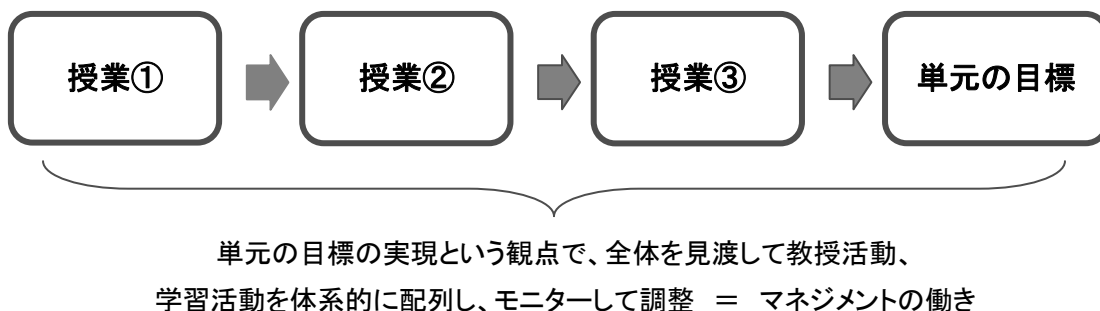 授業①
授業②
授業③
単元の目標
単元の目標の実現という観点で、全体を見渡して教授活動、
学習活動を体系的に配列し、モニターして調整 ＝ マネジメントの働き